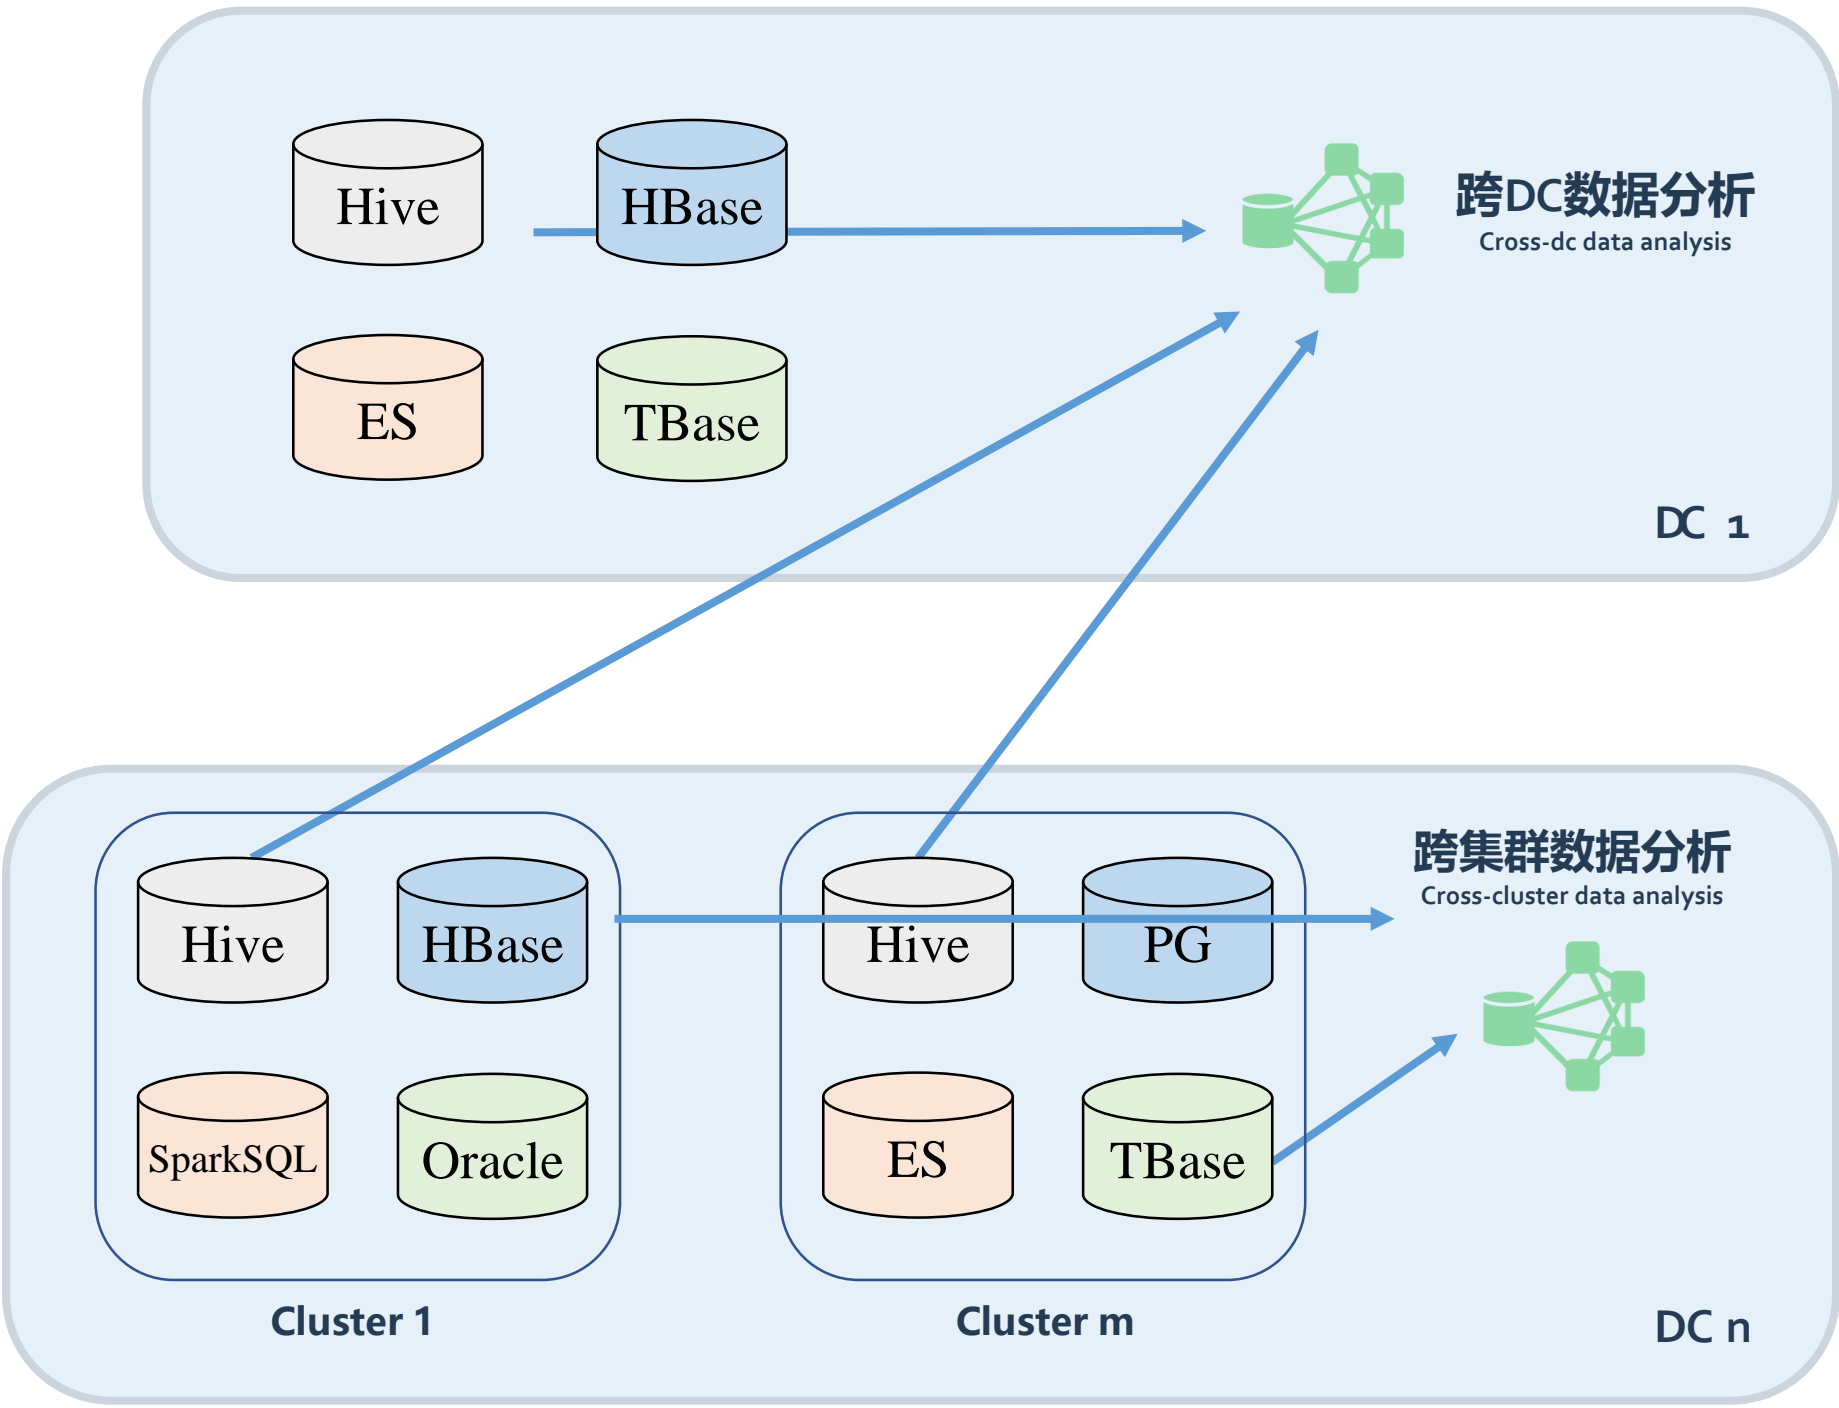 Hive
HBase
跨DC数据分析
Cross-dc data analysis
ES
TBase
DC 1
Hive
HBase
SparkSQL
Oracle
Cluster 1
Hive
PG
ES
TBase
Cluster m
跨集群数据分析
Cross-cluster data analysis
DC n